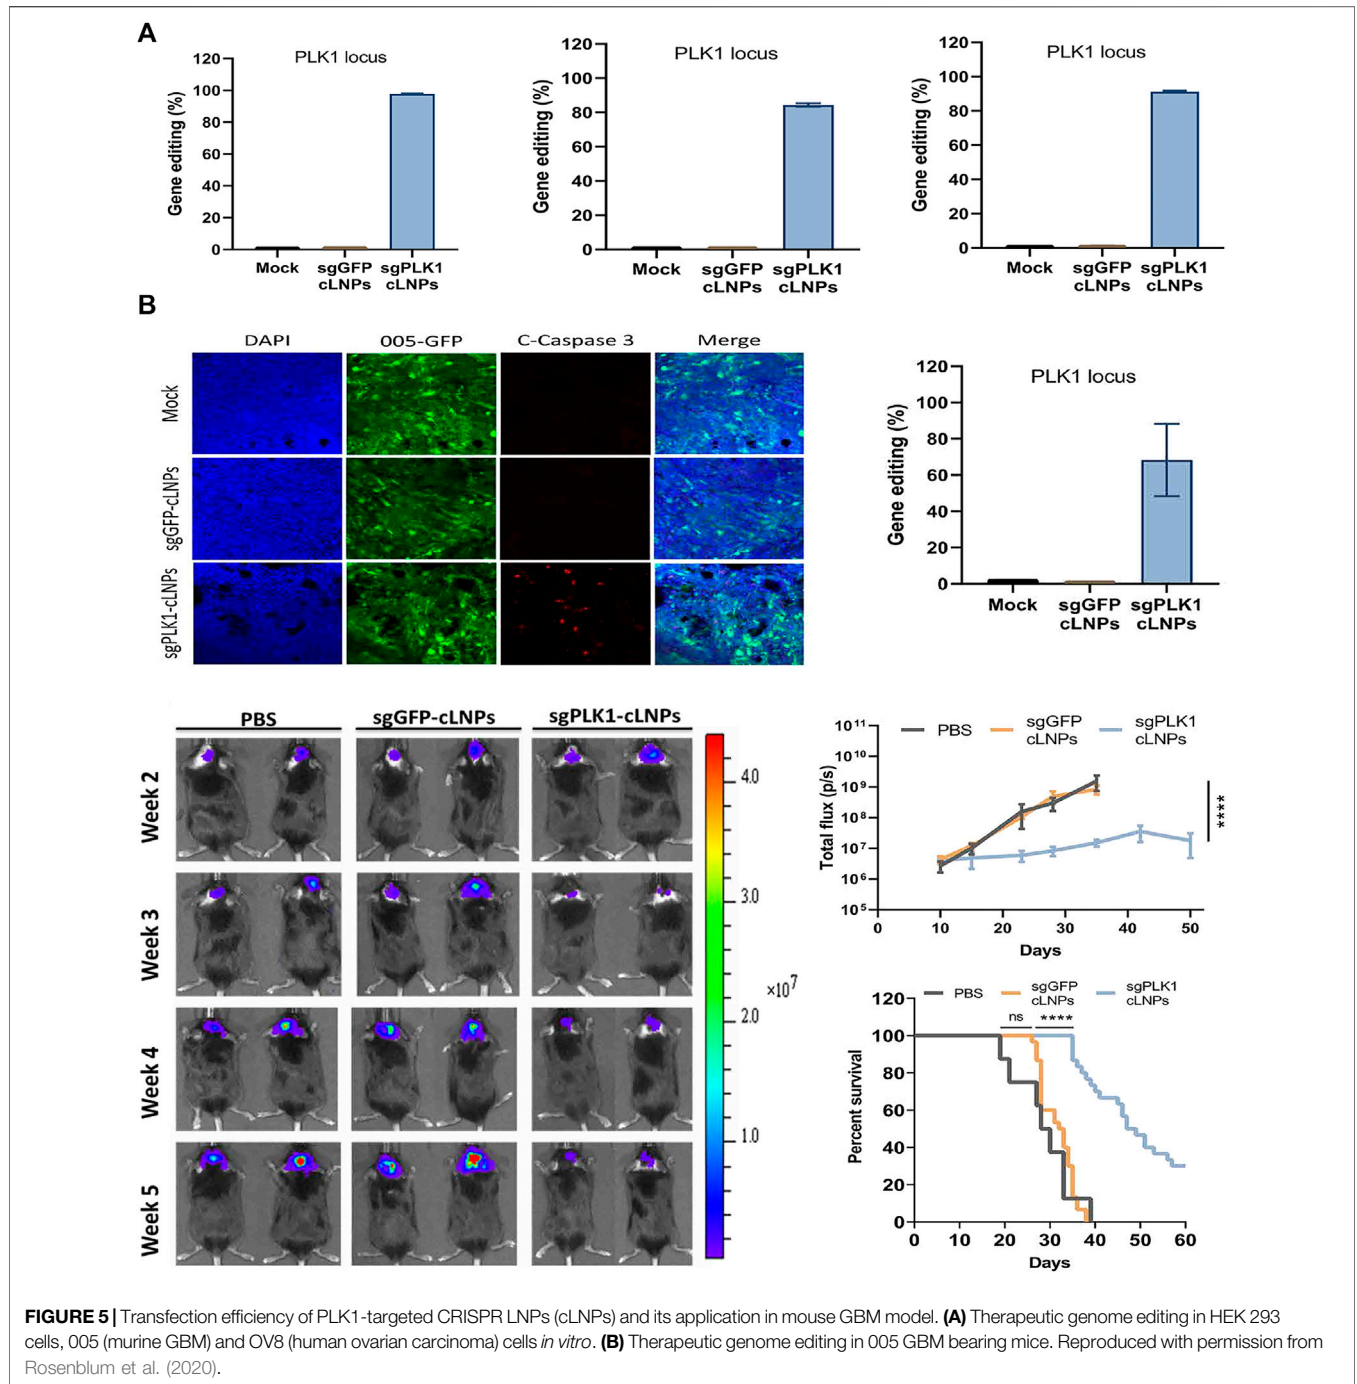 A
PLK1 locus
Gene editing (%)
120
100
80
60
40
20
0
Mock
sgGFP
cLNPs
sgPLK1
cLNPs
PLK1 locus
Gene editing (%)
120
100
80
60
40
20
0
Mock
sgGFP
cLNPs
sgPLK1
cLNPs
PLK1 locus
Gene editing (%)
120
100
80
60
40
20
0
Mock
sgGFP
cLNPs
sgPLK1
cLNPs
B
DAPI
005-GFP
C-Caspase 3
Merge
Mock
sgGFP-cLNPs
sgPLK1-cLNPs
PLK1 locus
Gene editing (%)
120
100
80
60
40
20
0
Mock
sgGFP
cLNPs
sgPLK1
cLNPs
PBS
sgGFP-cLNPs
sgPLK1-cLNPs
Week 2
Week 3
Week 4
Week 5
4.0
3.0
2.0
1.0
×10⁷
PBS
sgGFP
cLNPs
sgPLK1
cLNPs
Total flux (p/s)
10¹¹
10¹⁰
10⁹
10⁸
10⁷
10⁶
10⁵
****
0 10 20 30 40 50
Days
PBS
sgGFP
cLNPs
sgPLK1
cLNPs
ns
****
Percent survival
120
100
80
60
40
20
0
0 10 20 30 40 50 60
Days
FIGURE 5 | Transfection efficiency of PLK1-targeted CRISPR LNPs (cLNPs) and its application in mouse GBM model. (A) Therapeutic genome editing in HEK 293
cells, 005 (murine GBM) and OV8 (human ovarian carcinoma) cells in vitro. (B) Therapeutic genome editing in 005 GBM bearing mice. Reproduced with permission from
Rosenblum et al. (2020).